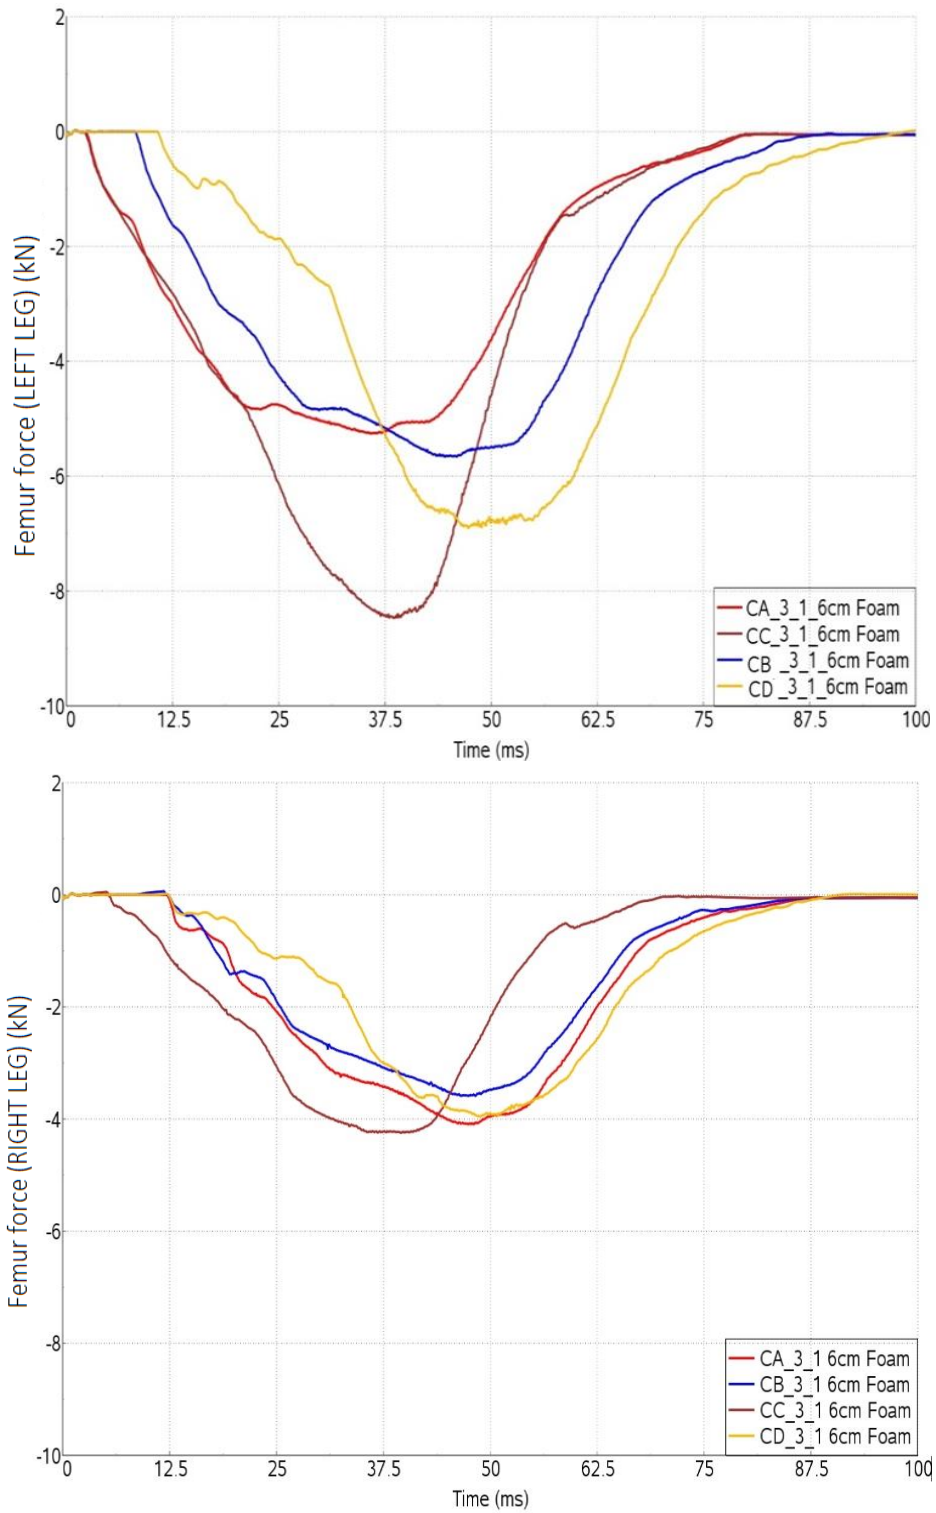 2
0
-2
-4
-6
-8
-10
Femur force (LEFT LEG) (kN)
CA_3_1_6cm Foam
CC_3_1_6cm Foam
CB _3_1_6cm Foam
CD _3_1_6cm Foam
0 12.5 25 37.5 50 62.5 75 87.5 100
Time (ms)
2
0
-2
-4
-6
-8
-10
Femur force (RIGHT LEG) (kN)
CA_3_1 6cm Foam
CB_3_1 6cm Foam
CC_3_1 6cm Foam
CD_3_1 6cm Foam
0 12.5 25 37.5 50 62.5 75 87.5 100
Time (ms)